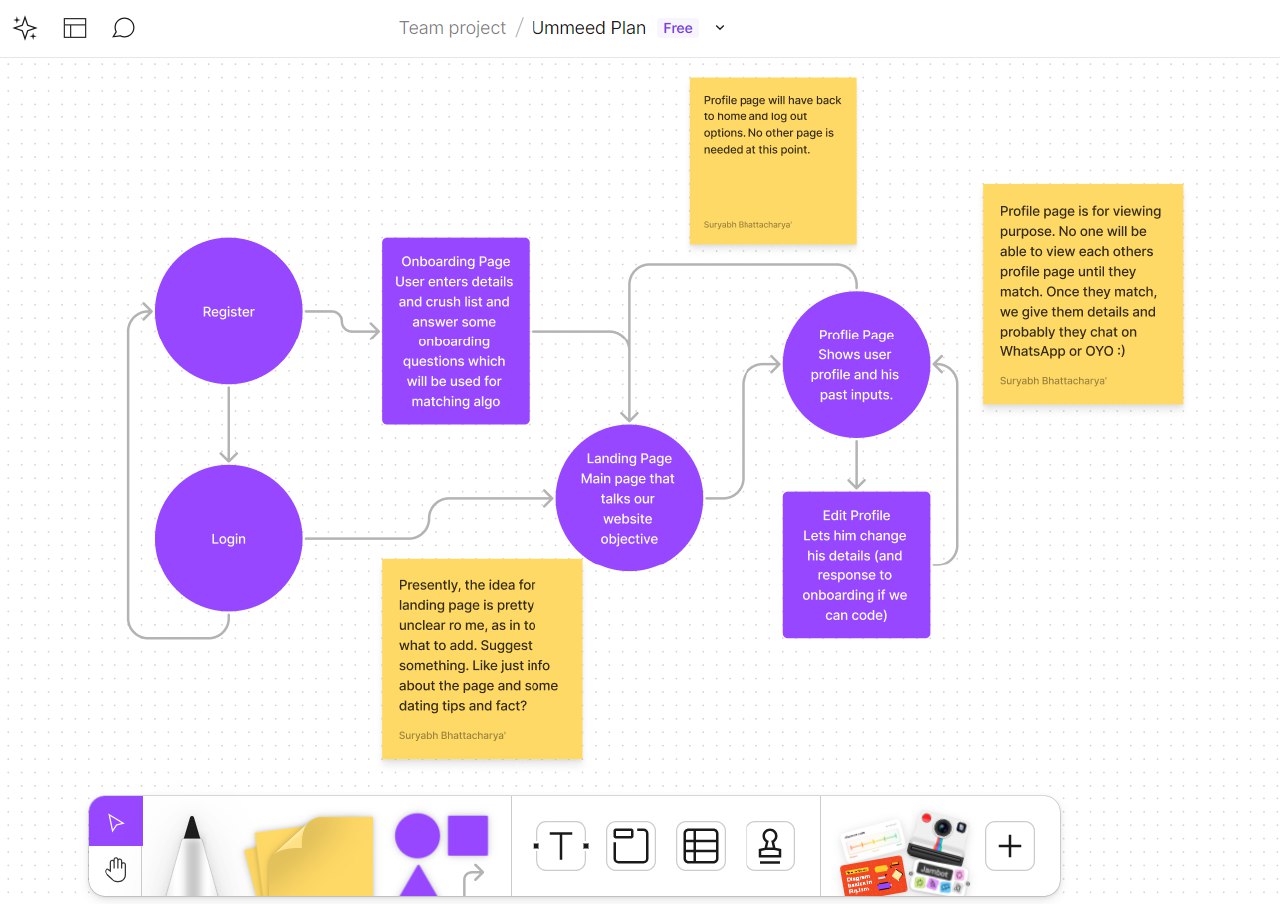 Team project / Ummeed Plan Free
Profile page will have back
to home and log out
options. No other page is
needed at this point.
Suryabh Bhattacharya'
Profile page is for viewing
purpose. No one will be
able to view each others
profile page until they
match. Once they match,
we give them details and
probably they chat on
WhatsApp or OYO :)
Suryabh Bhattacharya'
Register
Onboarding Page
User enters details
and crush list and
answer some
onboarding
questions which
will be used for
matching algo
Profile Page
Shows user
profile and his
past inputs.
Landing Page
Main page that
talks our
website
objective
Login
Edit Profile
Lets him change
his details (and
response to
onboarding if we
can code)
Presently, the idea for
landing page is pretty
unclear ro me, as in to
what to add. Suggest
something. Like just info
about the page and some
dating tips and fact?
Suryabh Bhattacharya'
T
Diagram
basics in
FigJam
Jambot